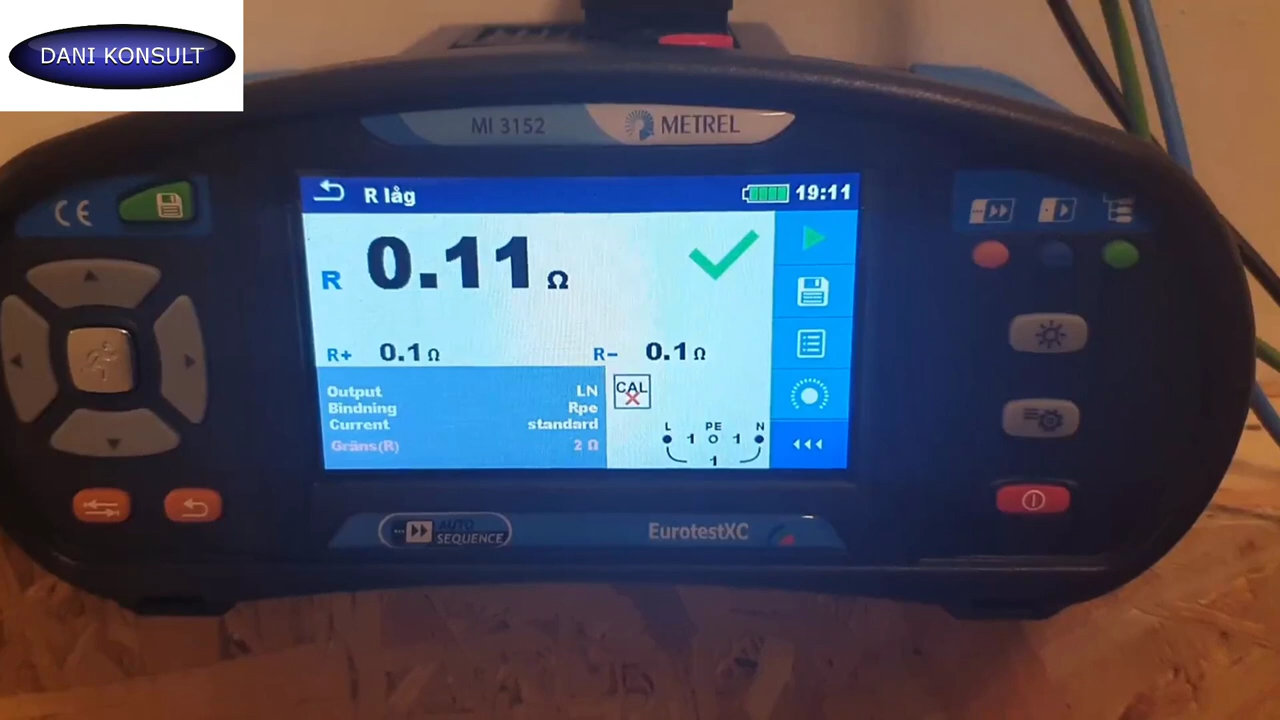 DANI KONSULT
MI 3152 METREL
CE
R låg 19:11
R 0.11 Ω
R+ 0.1 Ω R- 0.1 Ω
Output LN
Bindning Rpe
Current standard
Gräns(R) 2 Ω
CAL
L PE N
1 1
1
AUTO
SEQUENCE
EurotestXC